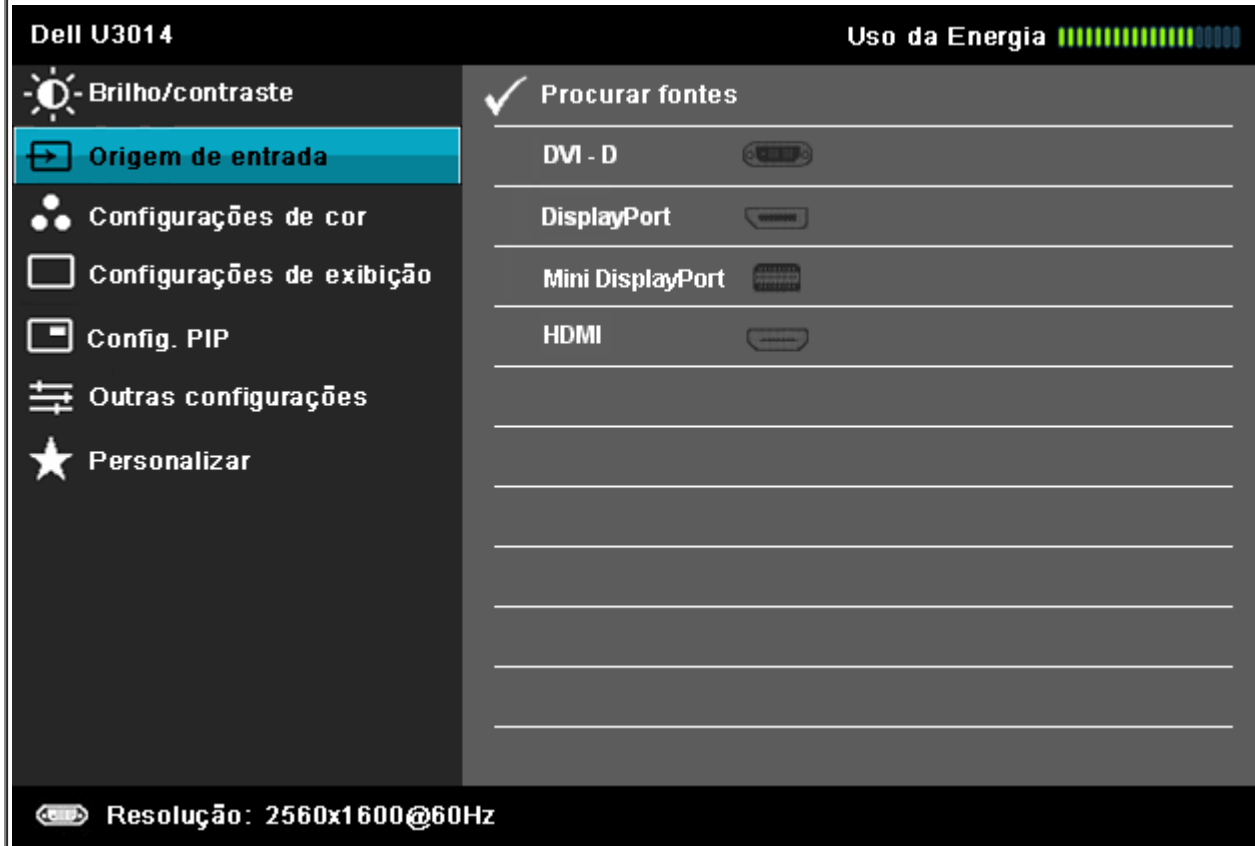 Dell U3014
Uso da Energia
Brilho/contraste
Origem de entrada
Configurações de cor
Configurações de exibição
Config. PIP
Outras configurações
Personalizar
Procurar fontes
DVI - D
DisplayPort
Mini DisplayPort
HDMI
Resolução: 2560x1600@60Hz